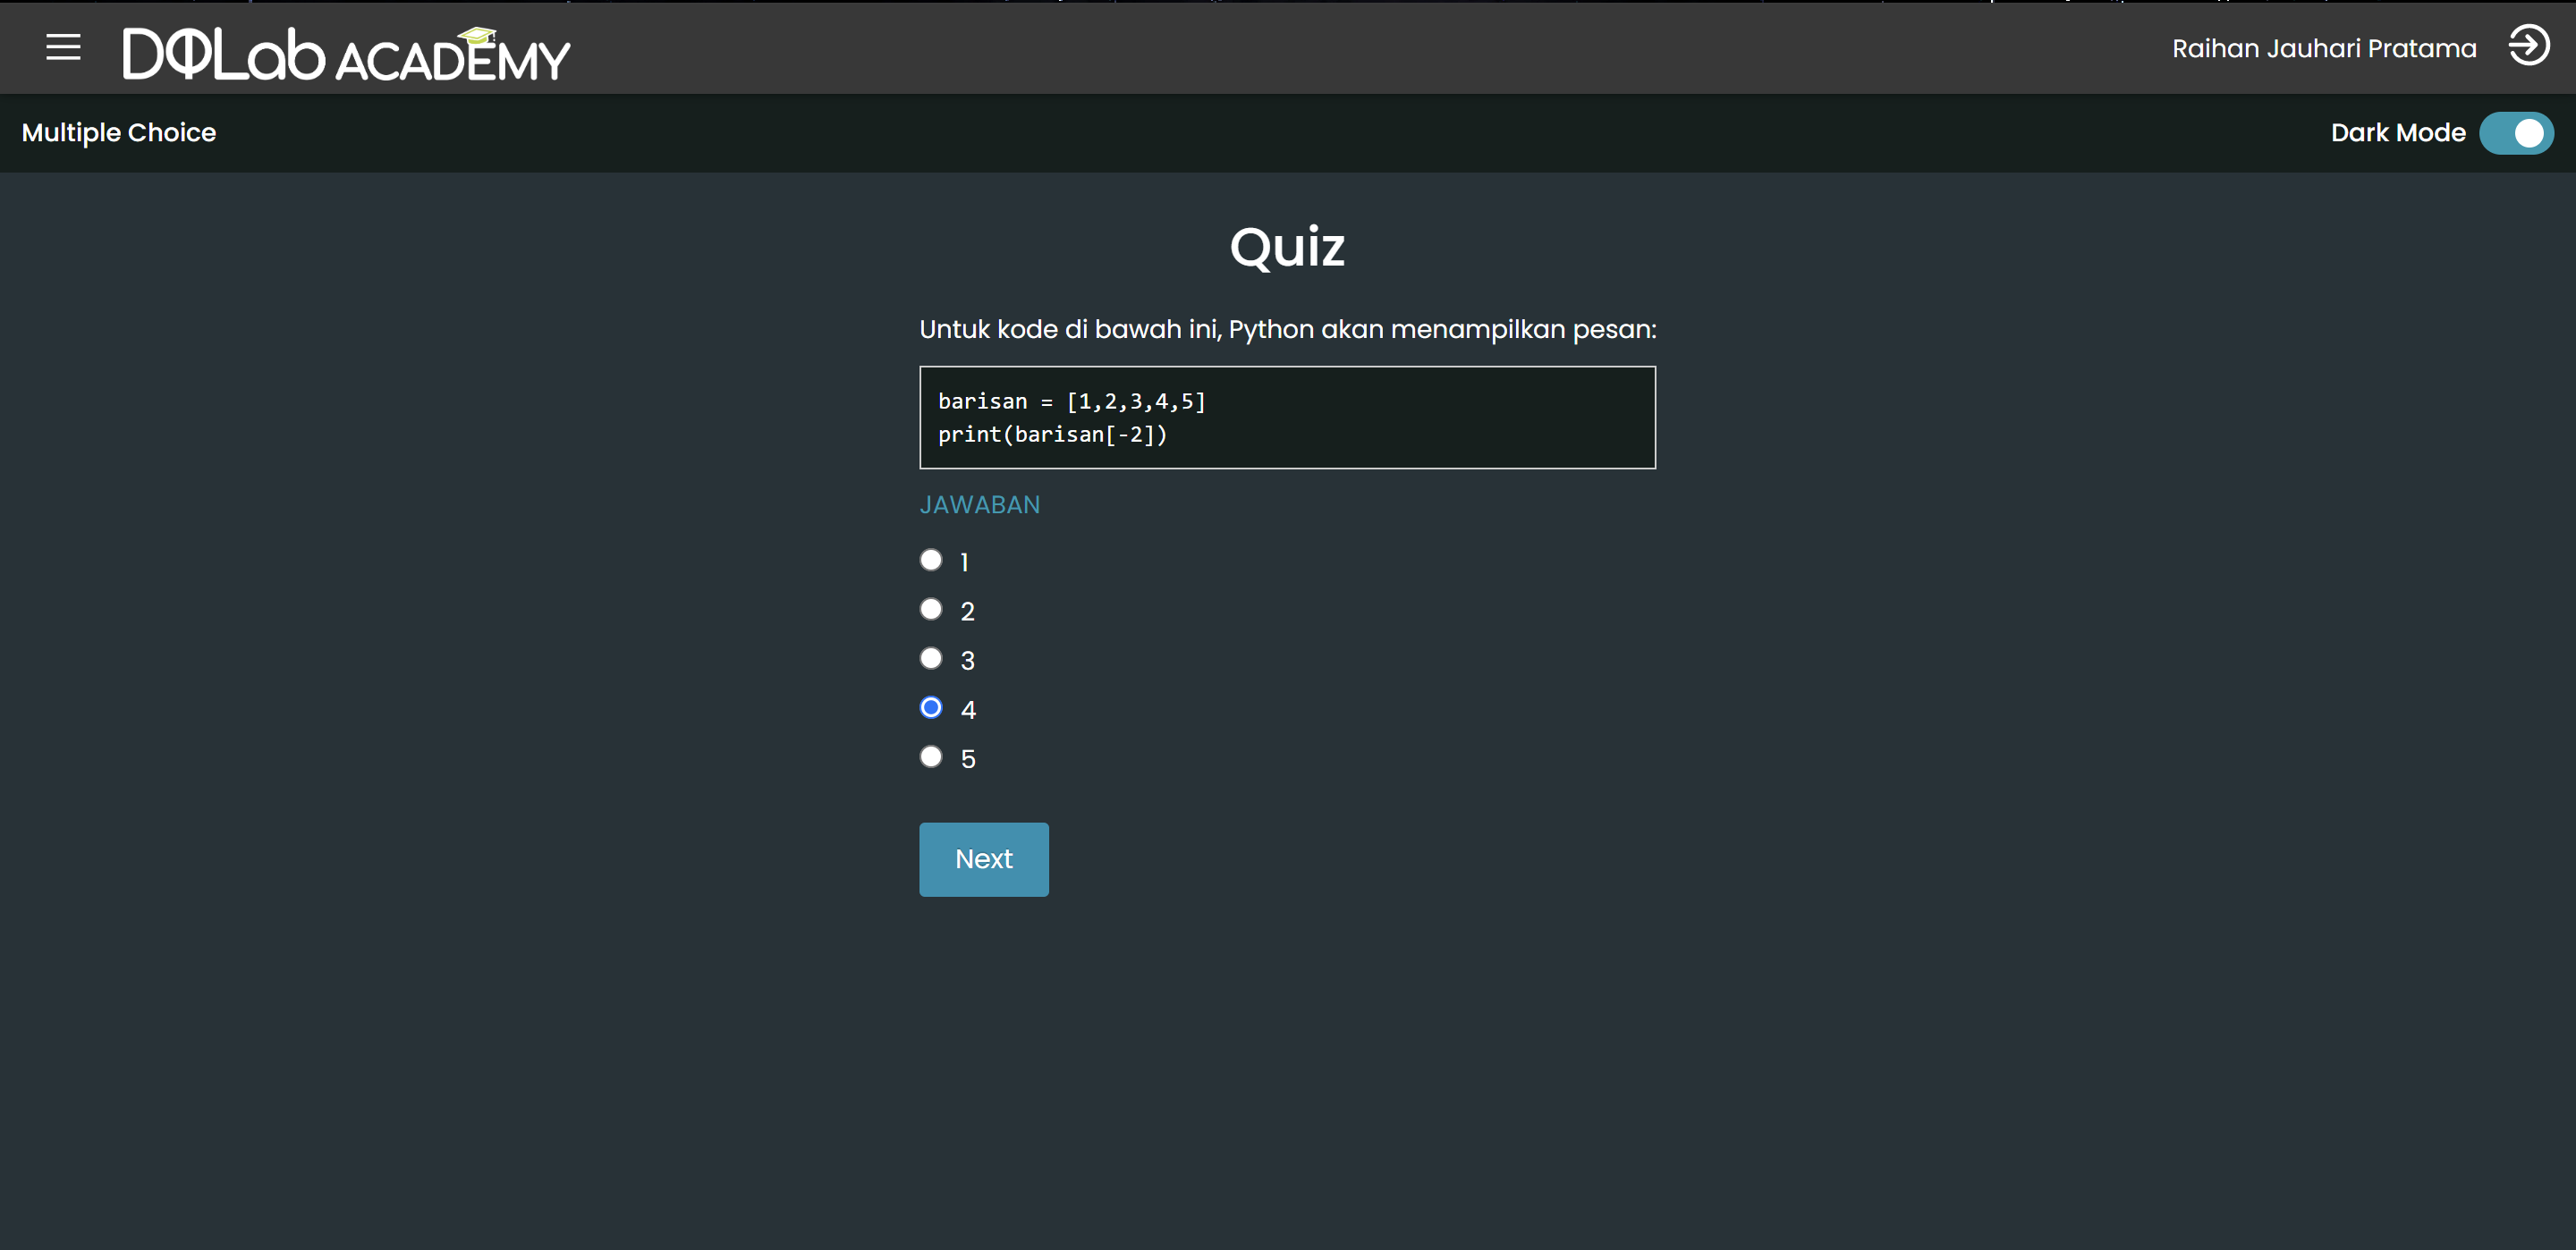 DQLab ACADEMY
Raihan Jauhari Pratama
Multiple Choice
Dark Mode
Quiz
Untuk kode di bawah ini, Python akan menampilkan pesan:
barisan = [1,2,3,4,5]
print(barisan[-2])
JAWABAN
1
2
3
4
5
Next